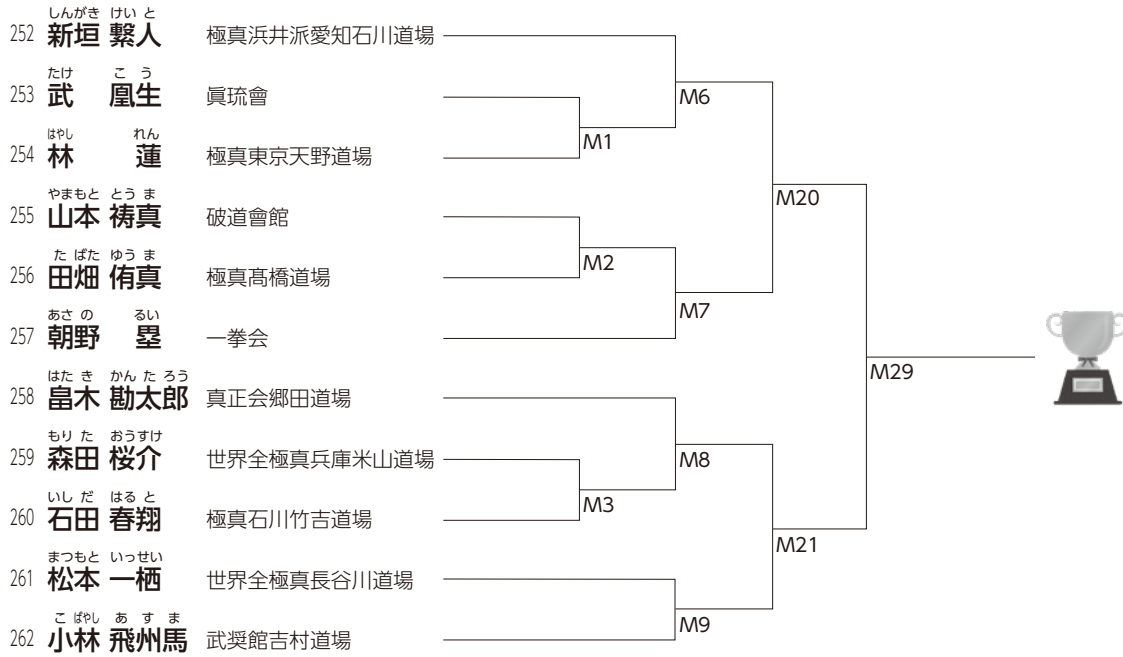 しんがき けい と
252 新垣 繋人 極真浜井派愛知石川道場
たけ こう
253 武 凰生 眞琉會
はやし れん
254 林 蓮 極真東京天野道場
やまもと とう ま
255 山本 祷真 破道會館
た ばた ゆう ま
256 田畑 侑真 極真髙橋道場
あさ の るい
257 朝野 塁 一拳会
はた き かん た ろう
258 畠木 勘太郎 真正会郷田道場
もり た おうすけ
259 森田 桜介 世界全極真兵庫米山道場
いし だ はる と
260 石田 春翔 極真石川竹吉道場
まつもと いっせい
261 松本 一栖 世界全極真長谷川道場
こ ばやし あ す ま
262 小林 飛州馬 武奨館吉村道場
M6
M1
M20
M2
M7
M29
M8
M3
M21
M9